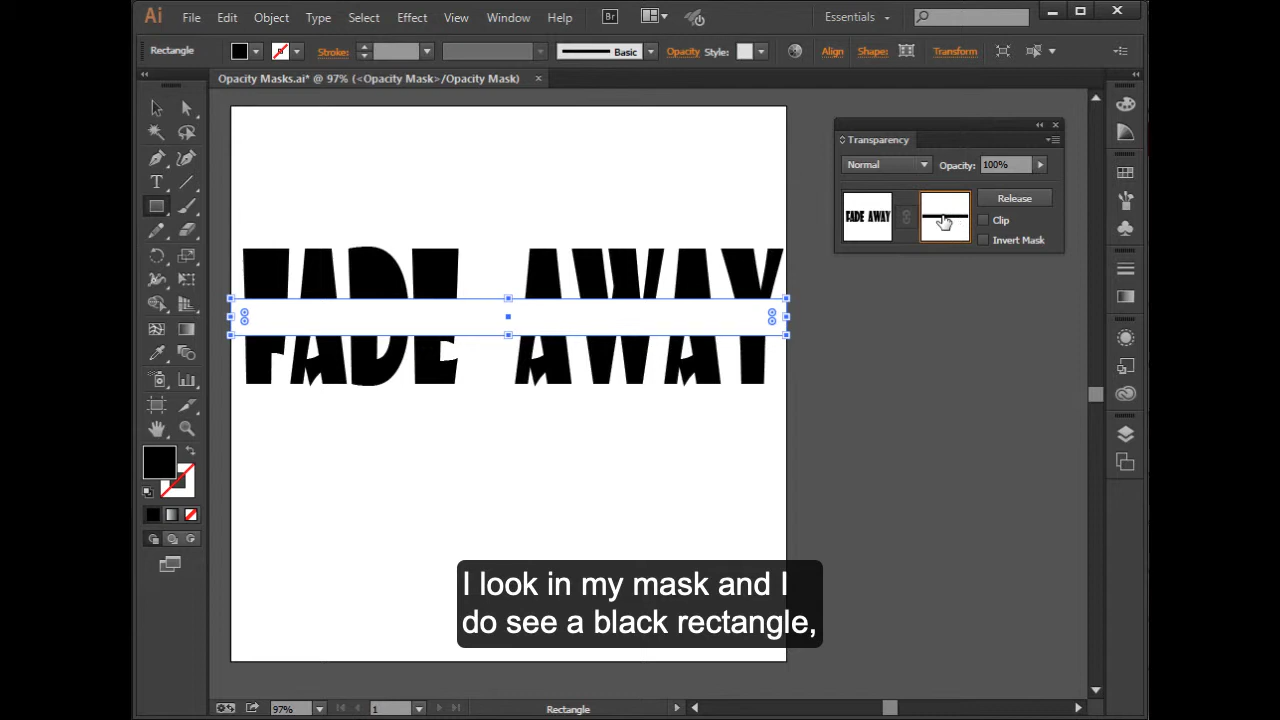 Ai File Edit Object Type Select Effect View Window Help Br Essentials
Rectangle Stroke: Basic Opacity Style: Align Shape: Transform
Opacity Masks.ai* @ 97% (<Opacity Mask>/Opacity Mask) ×
Transparency
Normal Opacity: 100%
FADE AWAY Release
Clip
Invert Mask
FADE AWAY
I look in my mask and I
do see a black rectangle,
97% 1 Rectangle